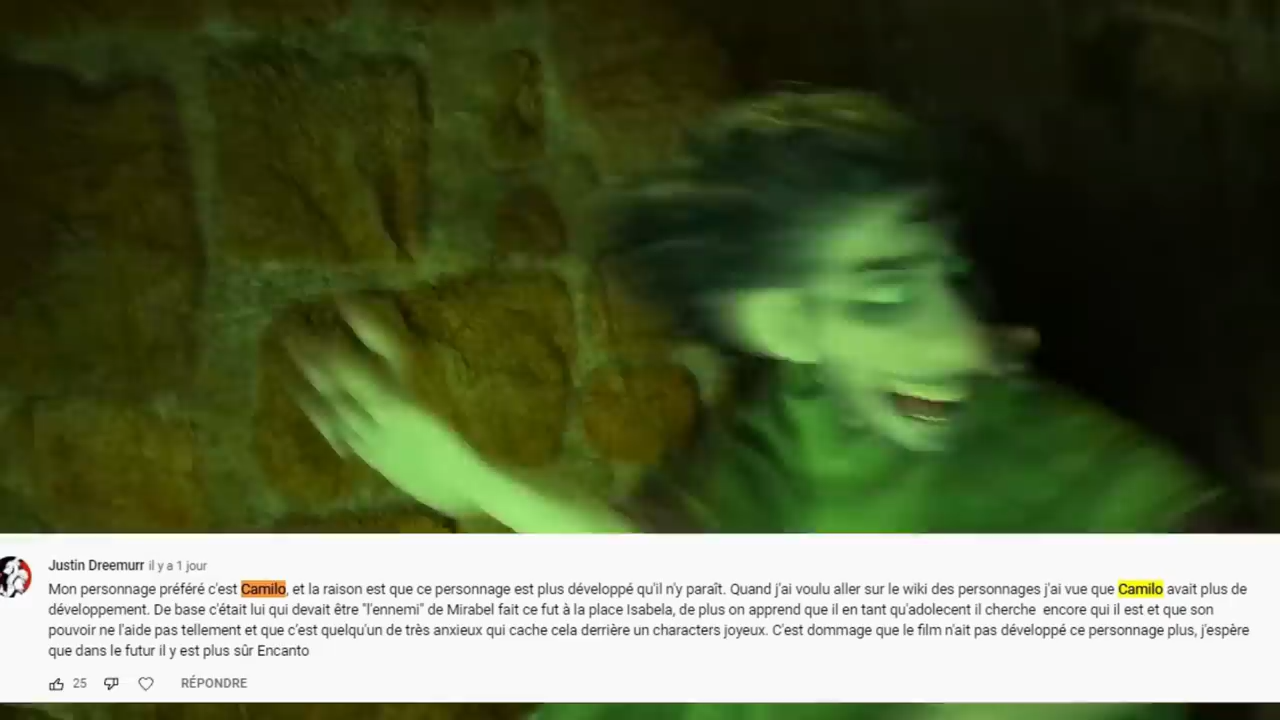 Justin Dreemurr il y a 1 jour
Mon personnage préféré c'est Camilo, et la raison est que ce personnage est plus développé qu'il n'y paraît. Quand j'ai voulu aller sur le wiki des personnages j'ai vue que Camilo avait plus de
développement. De base c'était lui qui devait être "l'ennemi" de Mirabel fait ce fut à la place Isabela, de plus on apprend que il en tant qu'adolecent il cherche encore qui il est et que son
pouvoir ne l'aide pas tellement et que c'est quelqu'un de très anxieux qui cache cela derrière un characters joyeux. C'est dommage que le film n'ait pas développé ce personnage plus, j'espère
que dans le futur il y est plus sûr Encanto
25 RÉPONDRE